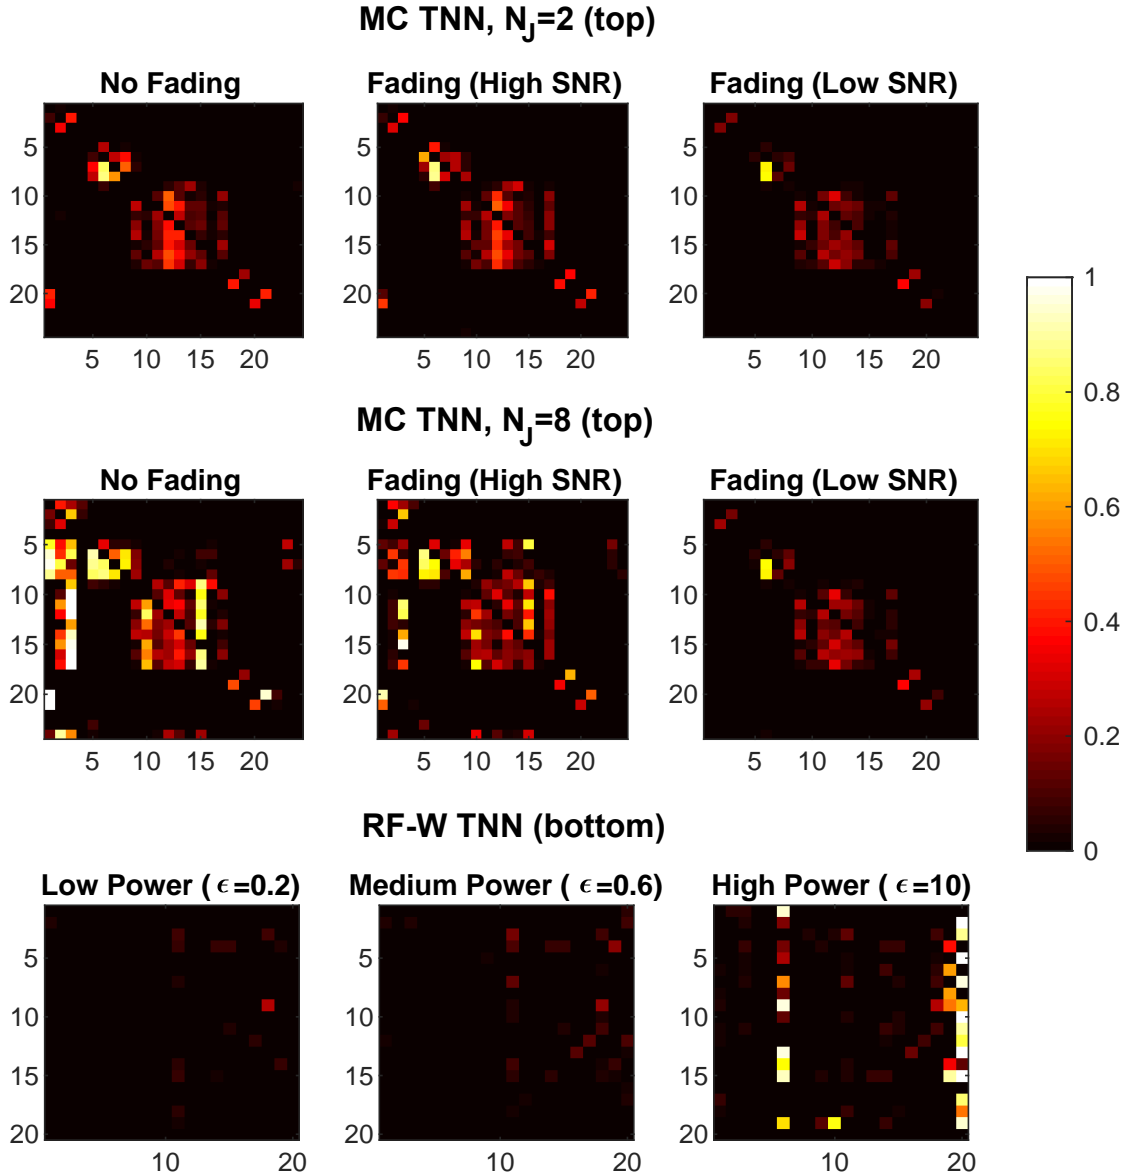 MC TNN, N_J=2 (top)
No Fading
Fading (High SNR)
Fading (Low SNR)
5
10
15
20
5 10 15 20
5
10
15
20
5 10 15 20
5
10
15
20
5 10 15 20
MC TNN, N_J=8 (top)
No Fading
Fading (High SNR)
Fading (Low SNR)
5
10
15
20
5 10 15 20
5
10
15
20
5 10 15 20
5
10
15
20
5 10 15 20
RF-W TNN (bottom)
Low Power ( ϵ=0.2)
Medium Power ( ϵ=0.6)
High Power ( ϵ=10)
5
10
15
20
10 20
5
10
15
20
10 20
5
10
15
20
10 20
1
0.8
0.6
0.4
0.2
0